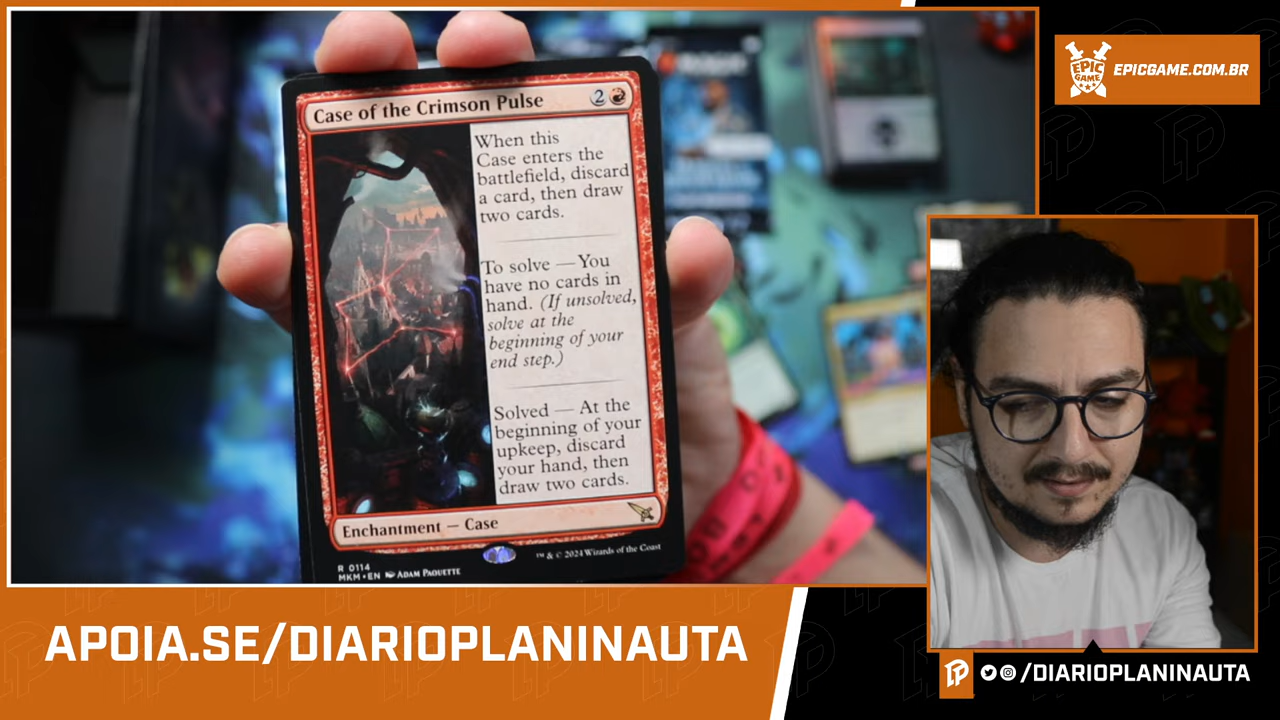 Case of the Crimson Pulse
2
When this
Case enters the
battlefield, discard
a card, then draw
two cards.
To solve — You
have no cards in
hand. (If unsolved,
solve at the
beginning of your
end step.)
Solved — At the
beginning of your
upkeep, discard
your hand, then
draw two cards.
Enchantment — Case
R 0114
MKM • EN ADAM PAQUETTE
™ & © 2024 Wizards of the Coast
EPIC
GAME
EPICGAME.COM.BR
APOIA.SE/DIARIOPLANINAUTA
/DIARIOPLANINAUTA